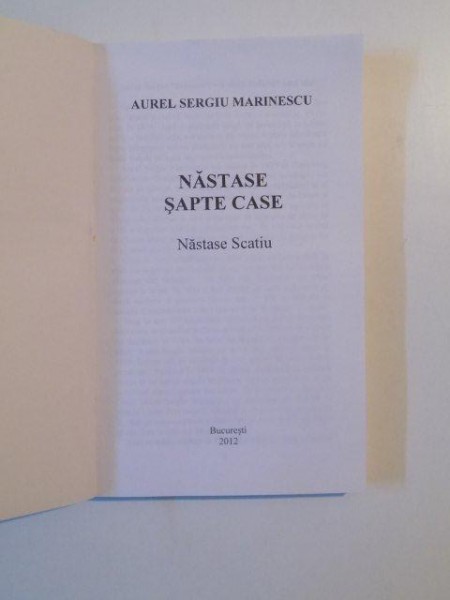 AUREL SERGIU MARINESCU
NĂSTASE
ŞAPTE CASE
Năstase Scatiu
Bucureşti
2012